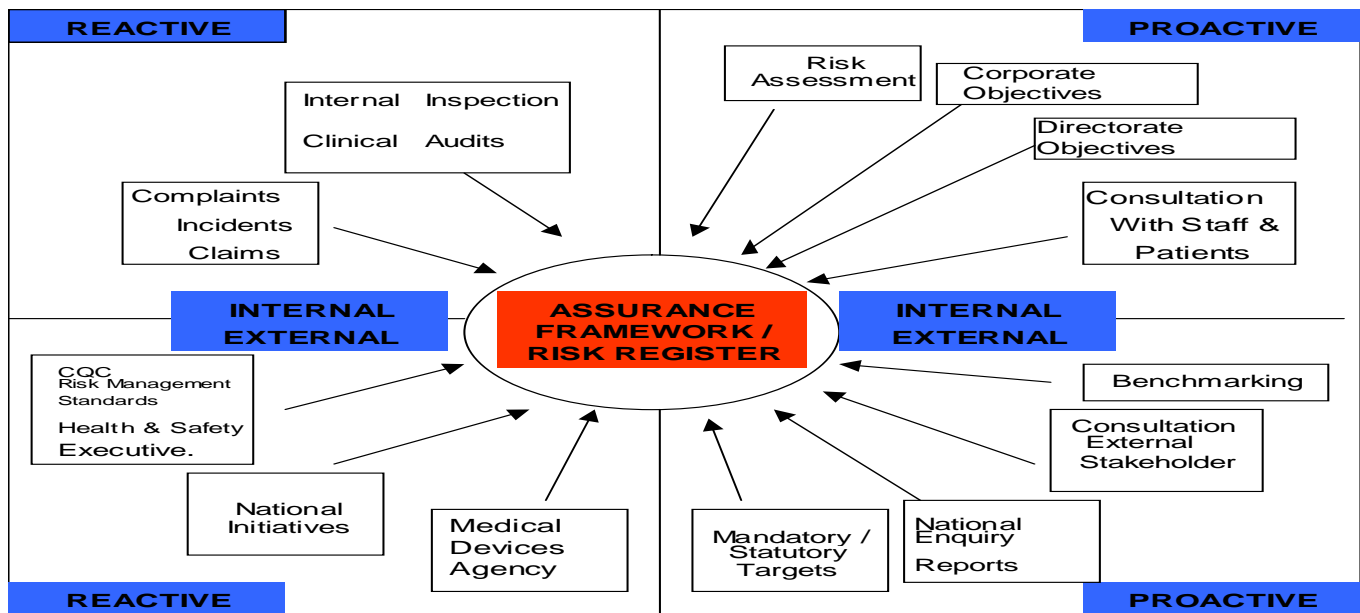 REACTIVE
PROACTIVE
Internal Inspection
Clinical Audits
Risk
Assessment
Corporate
Objectives
Directorate
Objectives
Complaints
Incidents
Claims
Consultation
With Staff &
Patients
INTERNAL
EXTERNAL
ASSURANCE
FRAMEWORK /
RISK REGISTER
INTERNAL
EXTERNAL
CQC
Risk Management
Standards
Health & Safety
Executive.
Benchmarking
Consultation
External
Stakeholder
National
Initiatives
Medical
Devices
Agency
Mandatory /
Statutory
Targets
National
Enquiry
Reports
REACTIVE
PROACTIVE